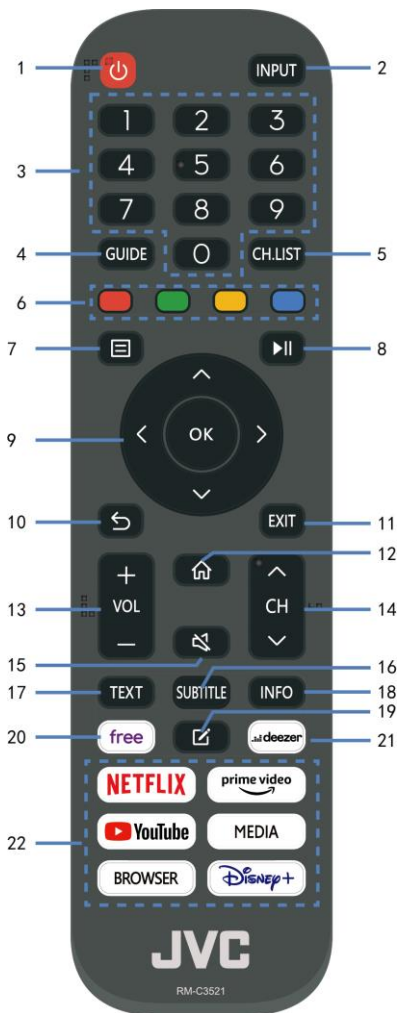 1 INPUT 2
1 2 3
3 4 5 6
7 8 9
4 GUIDE 0 CH.LIST 5
6
7 8
9 OK
10 EXIT 11
12
+
13 VOL CH 14
—
15
16
17 TEXT SUBTITLE INFO 18
19
20 free deezer 21
NETFLIX prime video
22 YouTube MEDIA
BROWSER Disney+
JVC
RM-C3521